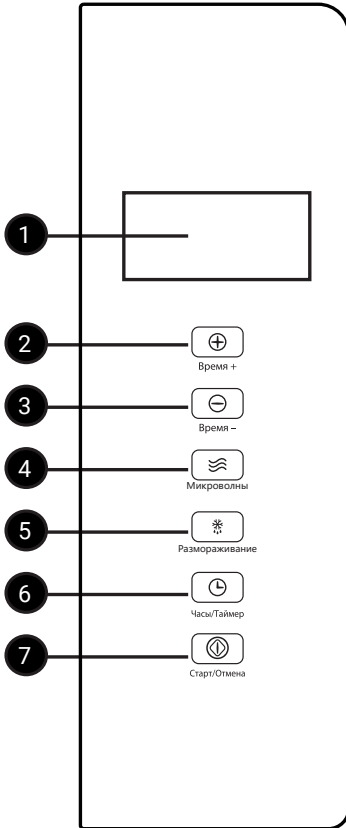 1
2
Время +
3
Время –
4
Микроволны
5
Размораживание
6
Часы/Таймер
7
Старт/Отмена